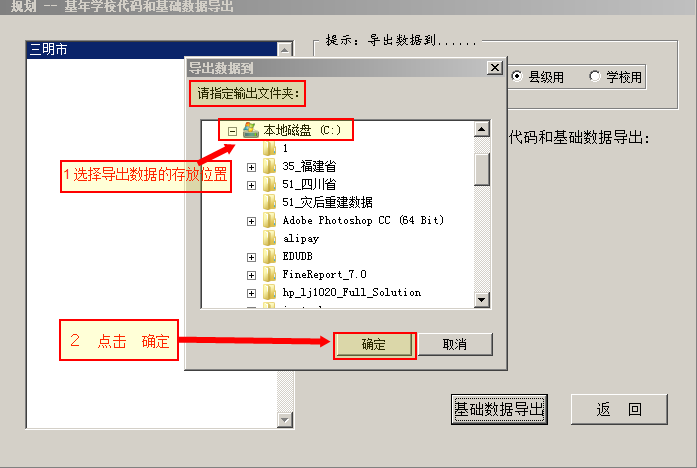 规划 -- 基年学校代码和基础数据导出
三明市
提示：导出数据到......
县级用
学校用
代码和基础数据导出:
导出数据到
请指定输出文件夹:
本地磁盘 (C:)
1
35_福建省
51_四川省
51_灾后重建数据
Adobe Photoshop CC (64 Bit)
alipay
EDUDB
FineReport_7.0
hp_lj1020_Full_Solution
1选择导出数据的存放位置
2 点击 确定
确定
取消
基础数据导出
返 回